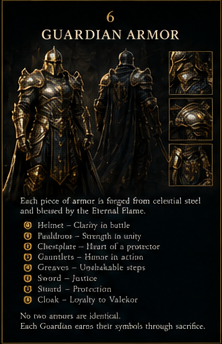 6
GUARDIAN ARMOR
Each piece of armor is forged from celestial steel
and blessed by the Eternal Flame.
Helmet – Clarity in battle
Pauldrons – Strength in unity
Chestplate – Heart of a protector
Gauntlets – Honor in action
Greaves – Unshakable steps
Sword – Justice
– Protection
Cloak – Loyalty to Valekor
No two armors are identical.
Each Guardian earns their symbols through sacrifice.